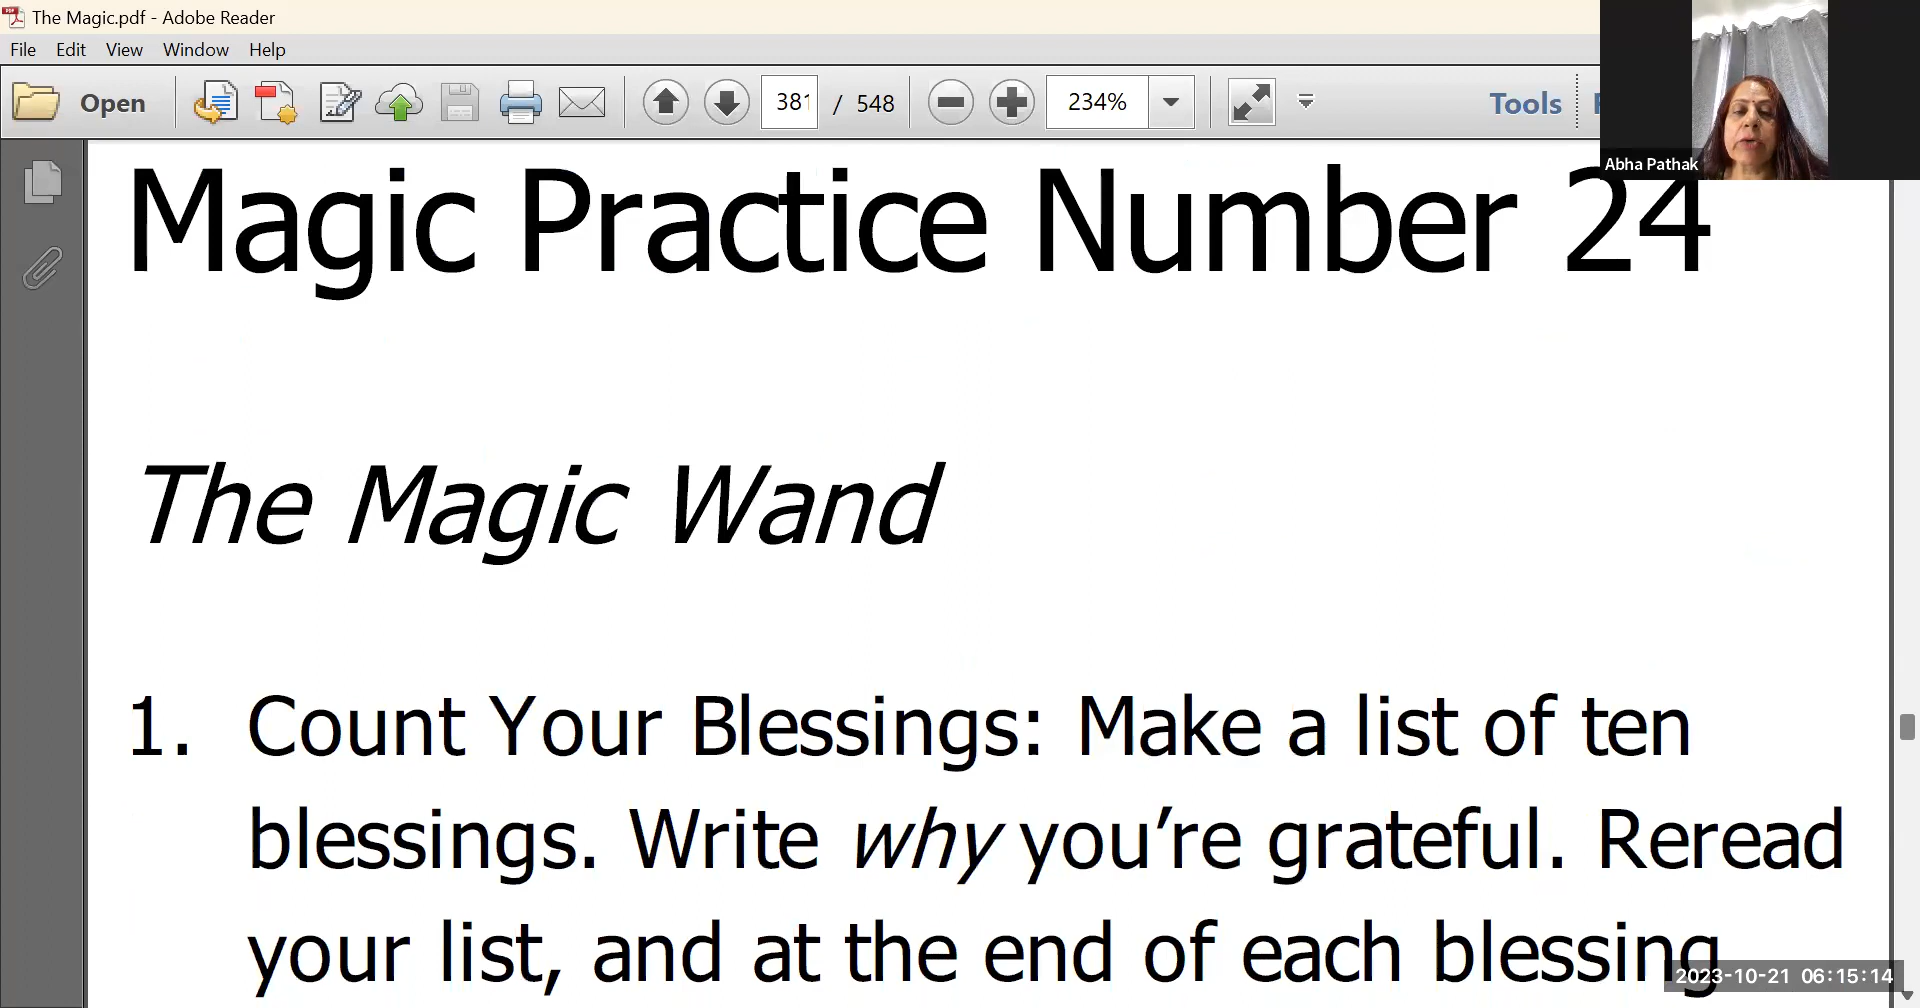 The Magic.pdf - Adobe Reader
File Edit View Window Help
Open 381 / 548 234% Tools
Abha Pathak
Magic Practice Number 24
The Magic Wand
1. Count Your Blessings: Make a list of ten
blessings. Write why you’re grateful. Reread
your list, and at the end of each blessing
2023-10-21 06:15:14